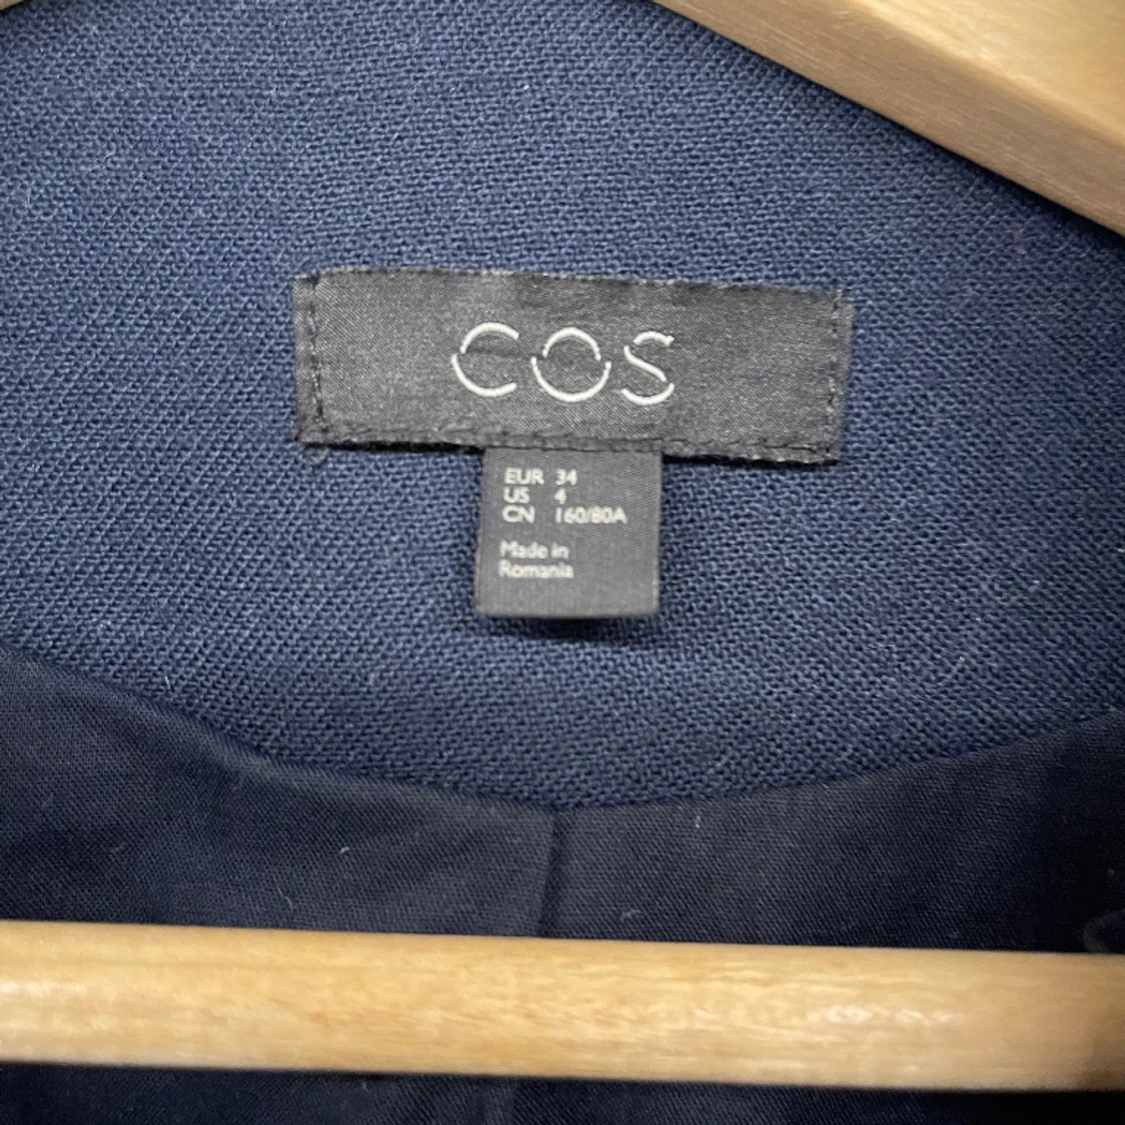 COS
EUR 34
US 4
CN 160/80A
Made in
Romania